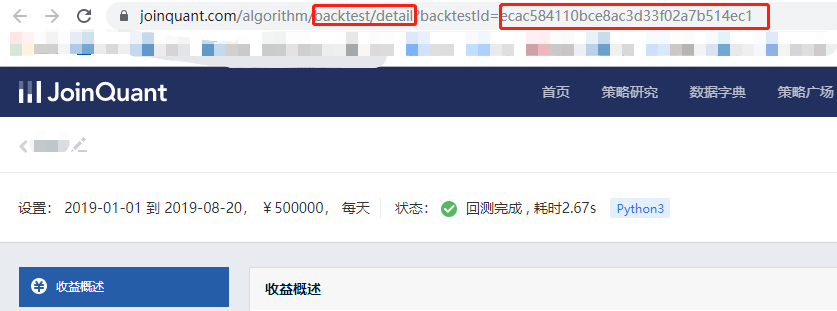 joinquant.com/algorithm/backtest/detail?backtestId=ecac584110bce8ac3d33f02a7b514ec1
JoinQuant 首页 策略研究 数据字典 策略广场
设置： 2019-01-01 到 2019-08-20， ￥500000， 每天 状态： 回测完成 , 耗时2.67s Python3
收益概述
收益概述